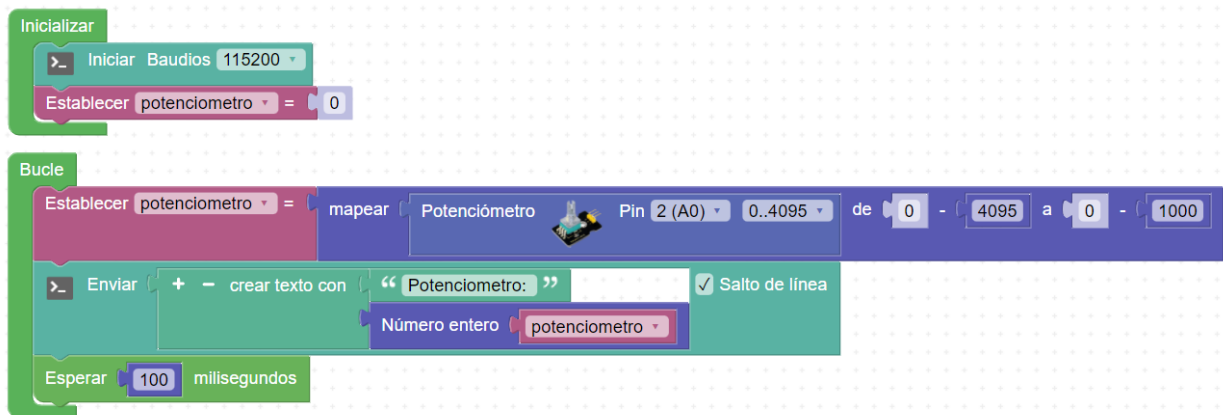 Inicializar
>_ Iniciar Baudios 115200
Establecer potenciometro = 0
Bucle
Establecer potenciometro = mapear Potenciómetro Pin 2 (A0) 0..4095 de 0 - 4095 a 0 - 1000
>_ Enviar + - crear texto con “ Potenciometro: ” ✓ Salto de línea
Número entero potenciometro
Esperar 100 milisegundos